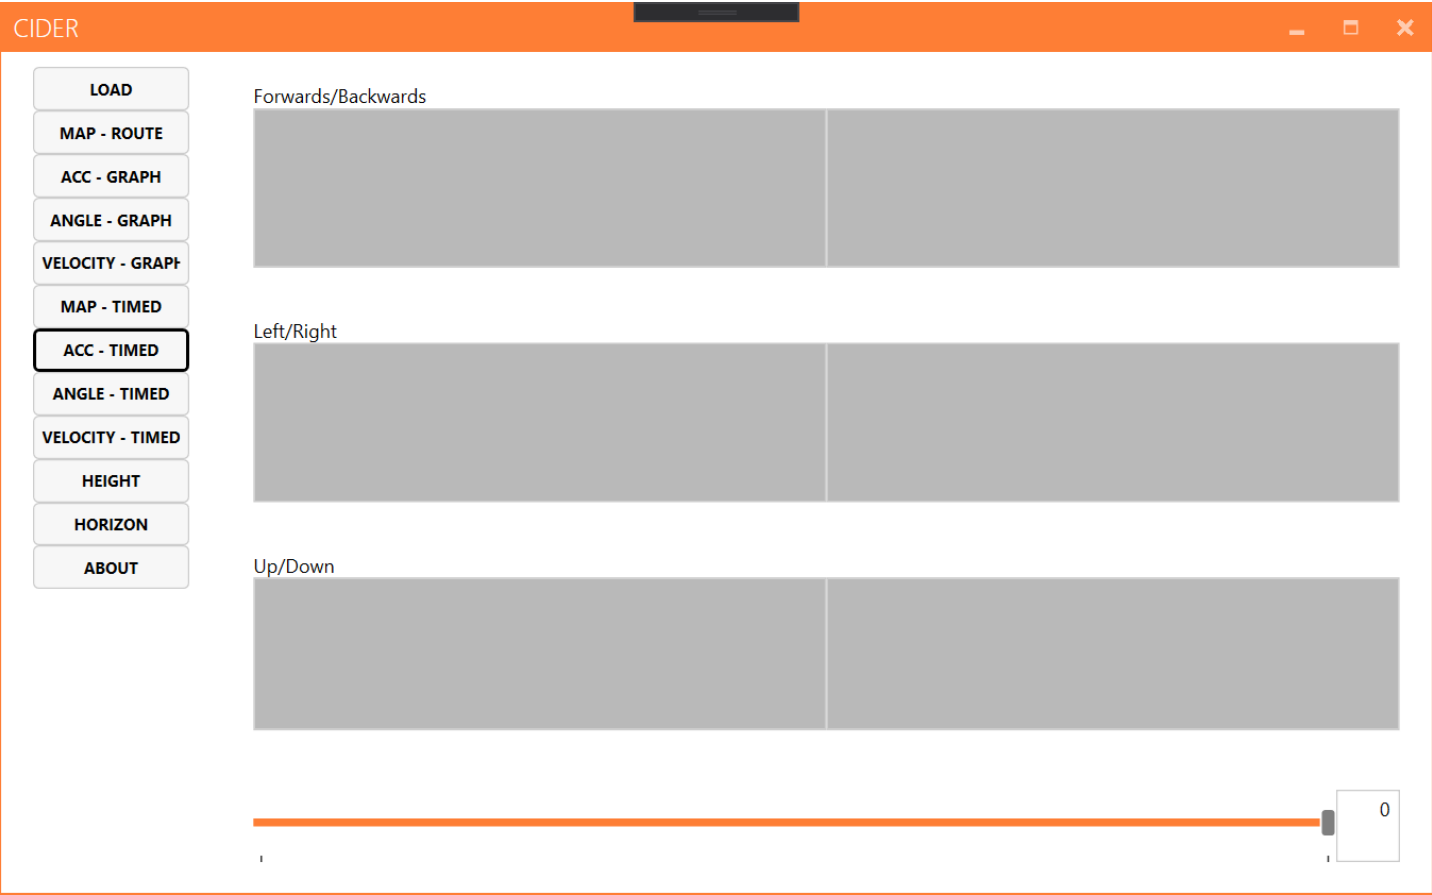 CIDER
LOAD
MAP - ROUTE
ACC - GRAPH
ANGLE - GRAPH
VELOCITY - GRAPH
MAP - TIMED
ACC - TIMED
ANGLE - TIMED
VELOCITY - TIMED
HEIGHT
HORIZON
ABOUT
Forwards/Backwards
Left/Right
Up/Down
0